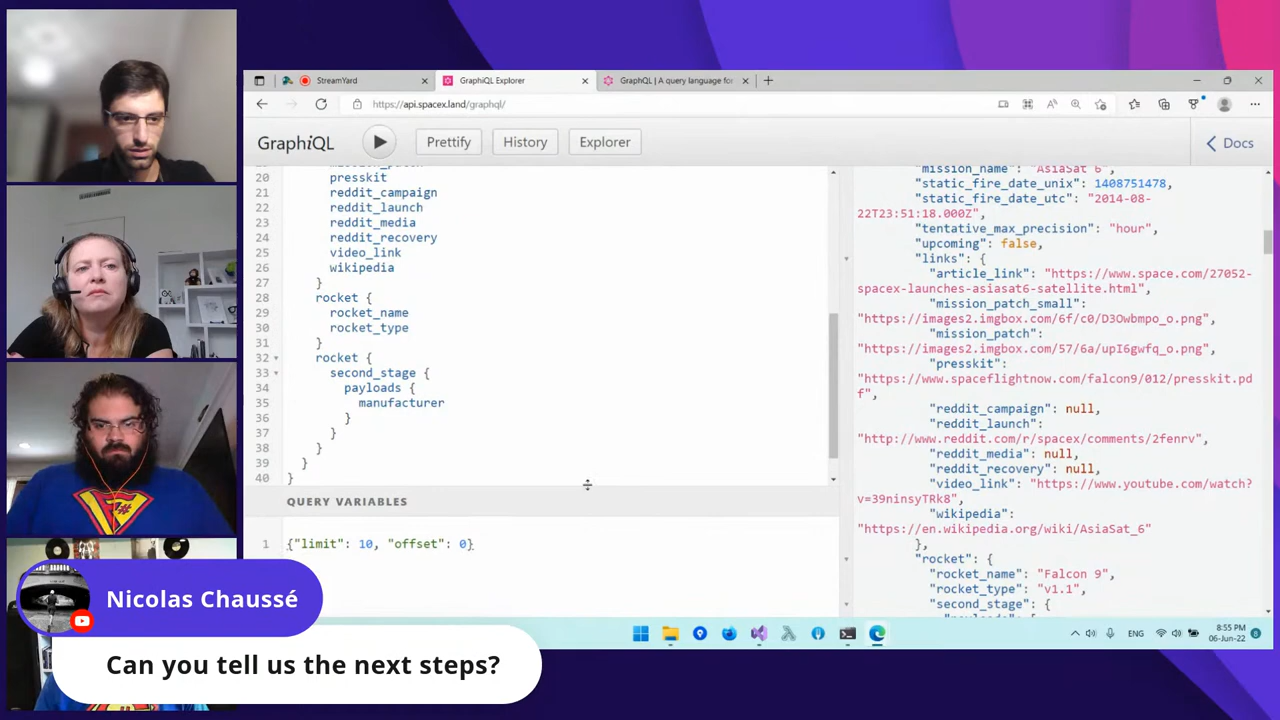 StreamYard
GraphiQL Explorer
GraphQL | A query language for
https://api.spacex.land/graphql/
GraphiQL
Prettify
History
Explorer
Docs
20 presskit
21 reddit_campaign
22 reddit_launch
23 reddit_media
24 reddit_recovery
25 video_link
26 wikipedia
27 }
28 rocket {
29 rocket_name
30 rocket_type
31 }
32 rocket {
33 second_stage {
34 payloads {
35 manufacturer
36 }
37 }
38 }
39 }
40 }
QUERY VARIABLES
1 {"limit": 10, "offset": 0}
"mission_name": "AsiaSat 6",
"static_fire_date_unix": 1408751478,
"static_fire_date_utc": "2014-08-
22T23:51:18.000Z",
"tentative_max_precision": "hour",
"upcoming": false,
"links": {
"article_link": "https://www.space.com/27052-
spacex-launches-asiasat6-satellite.html",
"mission_patch_small":
"https://images2.imgbox.com/6f/c0/D3Owbmpo_o.png",
"mission_patch":
"https://images2.imgbox.com/57/6a/upI6gwfq_o.png",
"presskit":
"https://www.spaceflightnow.com/falcon9/012/presskit.pd
f",
"reddit_campaign": null,
"reddit_launch":
"http://www.reddit.com/r/spacex/comments/2fenrv",
"reddit_media": null,
"reddit_recovery": null,
"video_link": "https://www.youtube.com/watch?
v=39ninsyTRk8",
"wikipedia":
"https://en.wikipedia.org/wiki/AsiaSat_6"
},
"rocket": {
"rocket_name": "Falcon 9",
"rocket_type": "v1.1",
"second_stage": {
ENG
8:55 PM
06-Jun-22
Nicolas Chaussé
Can you tell us the next steps?